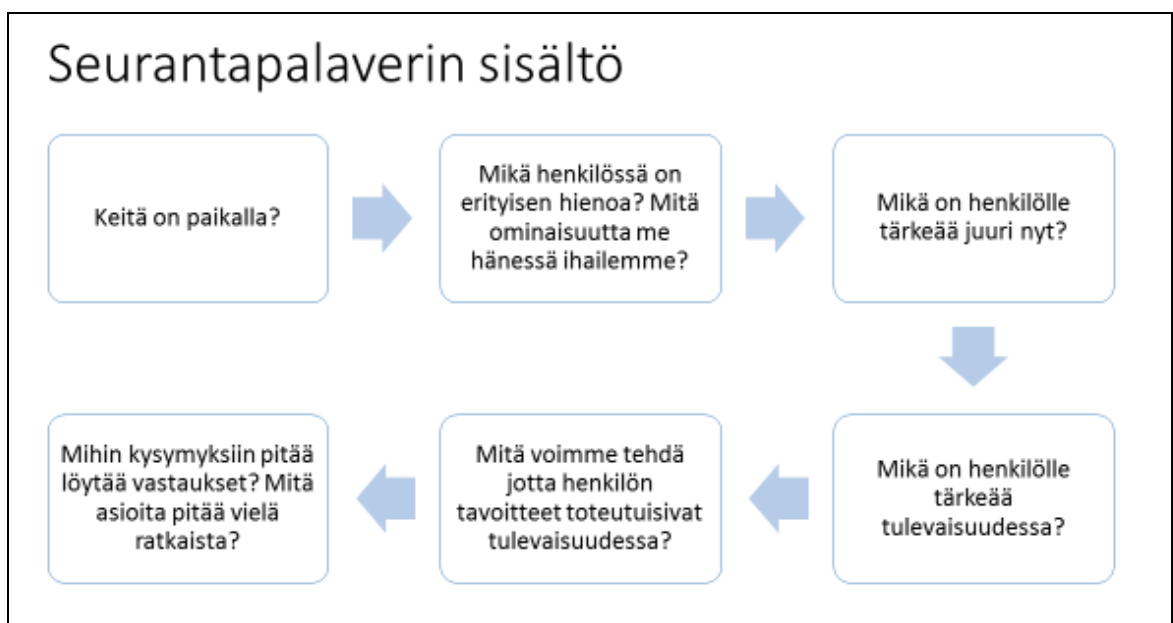 Seurantapalaverin sisältö
Keitä on paikalla?
Mikä henkilössä on
erityisen hienoa? Mitä
ominaisuutta me
hänessä ihailemme?
Mikä on henkilölle
tärkeää juuri nyt?
Mikä on henkilölle
tärkeää
tulevaisuudessa?
Mitä voimme tehdä
jotta henkilön
tavoitteet toteutuisivat
tulevaisuudessa?
Mihin kysymyksiin pitää
löytää vastaukset? Mitä
asioita pitää vielä
ratkaista?